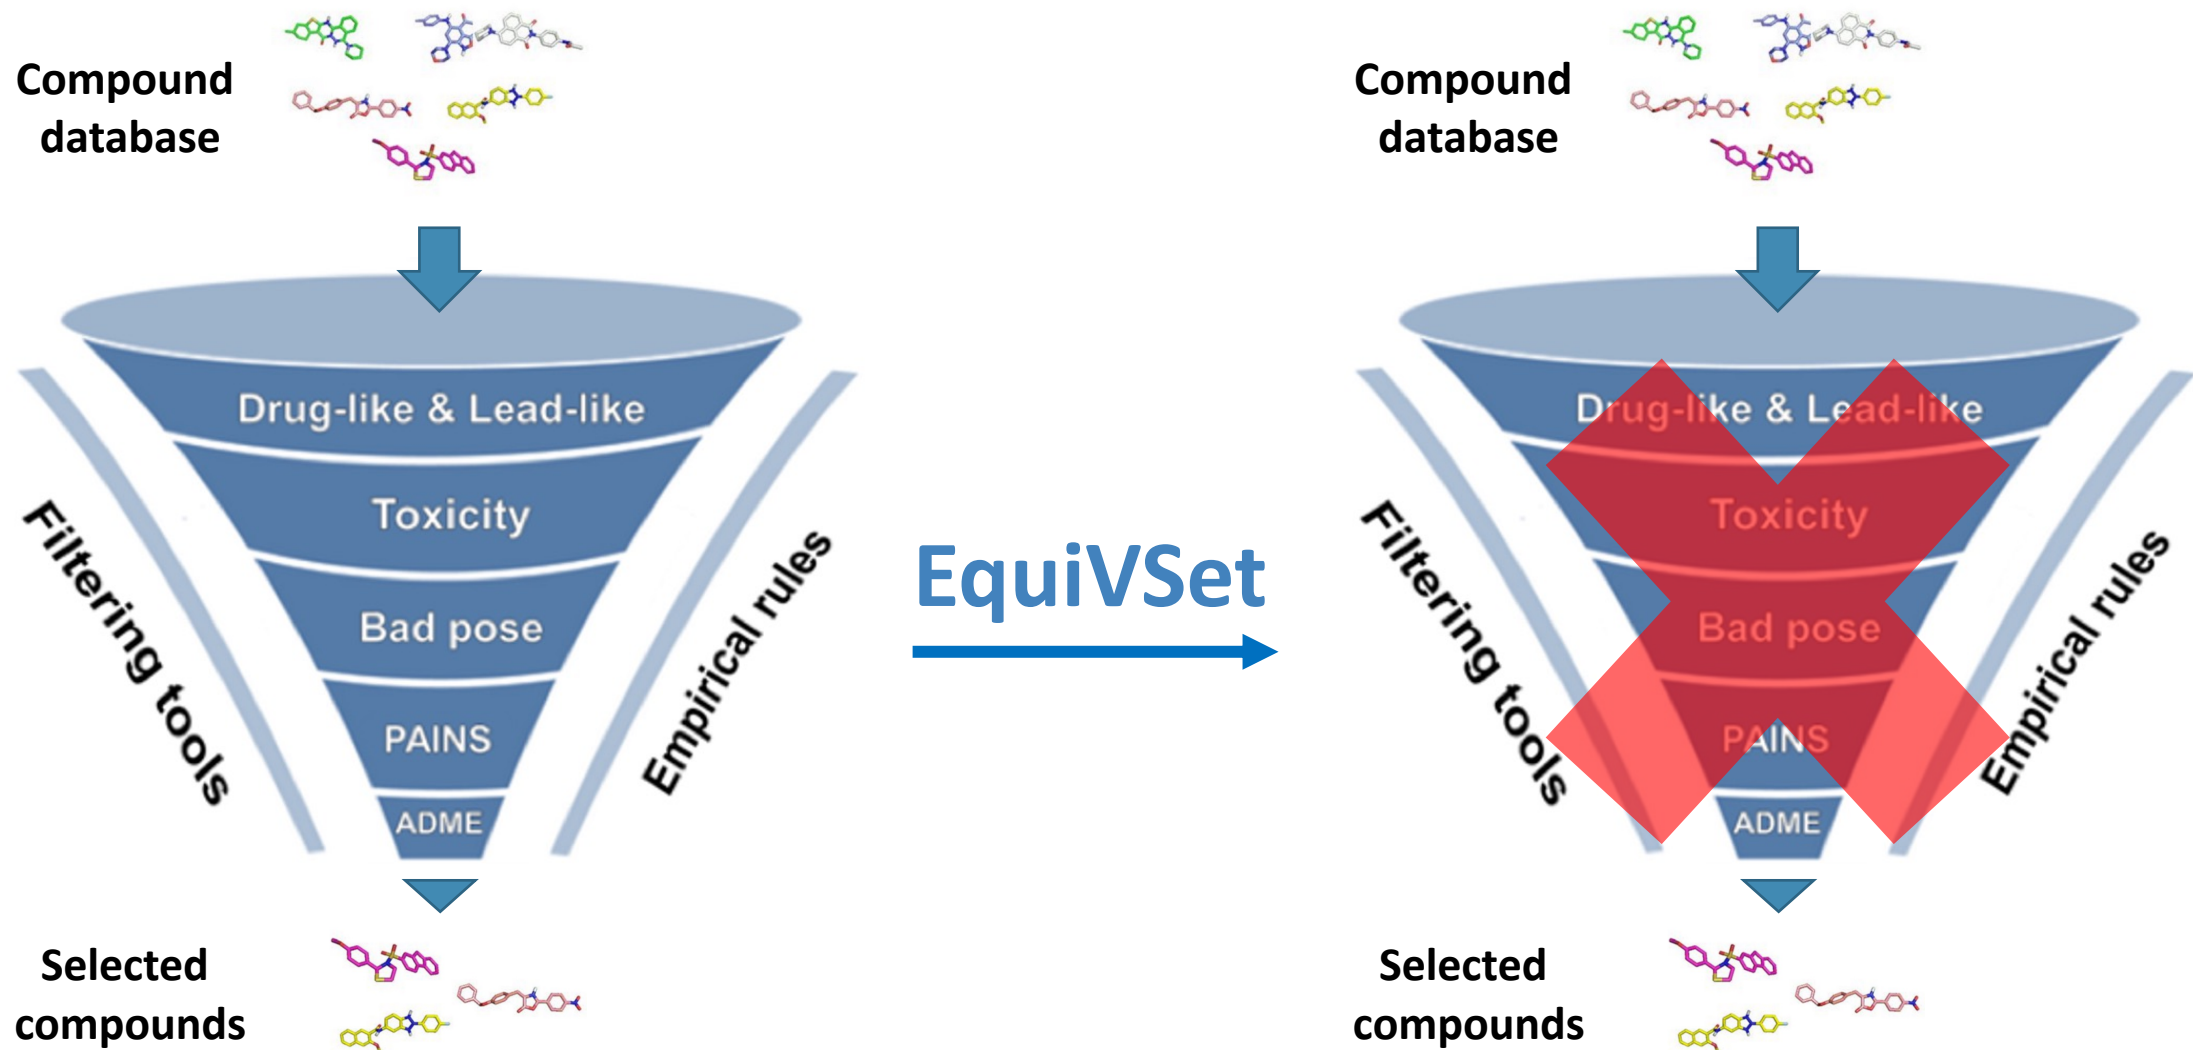 Compound
database
Drug-like & Lead-like
Toxicity
Bad pose
PAINS
ADME
Filtering tools
Empirical rules
Selected
compounds
EquiVSet
Compound
database
Drug-like & Lead-like
Toxicity
Bad pose
PAINS
ADME
Filtering tools
Empirical rules
Selected
compounds